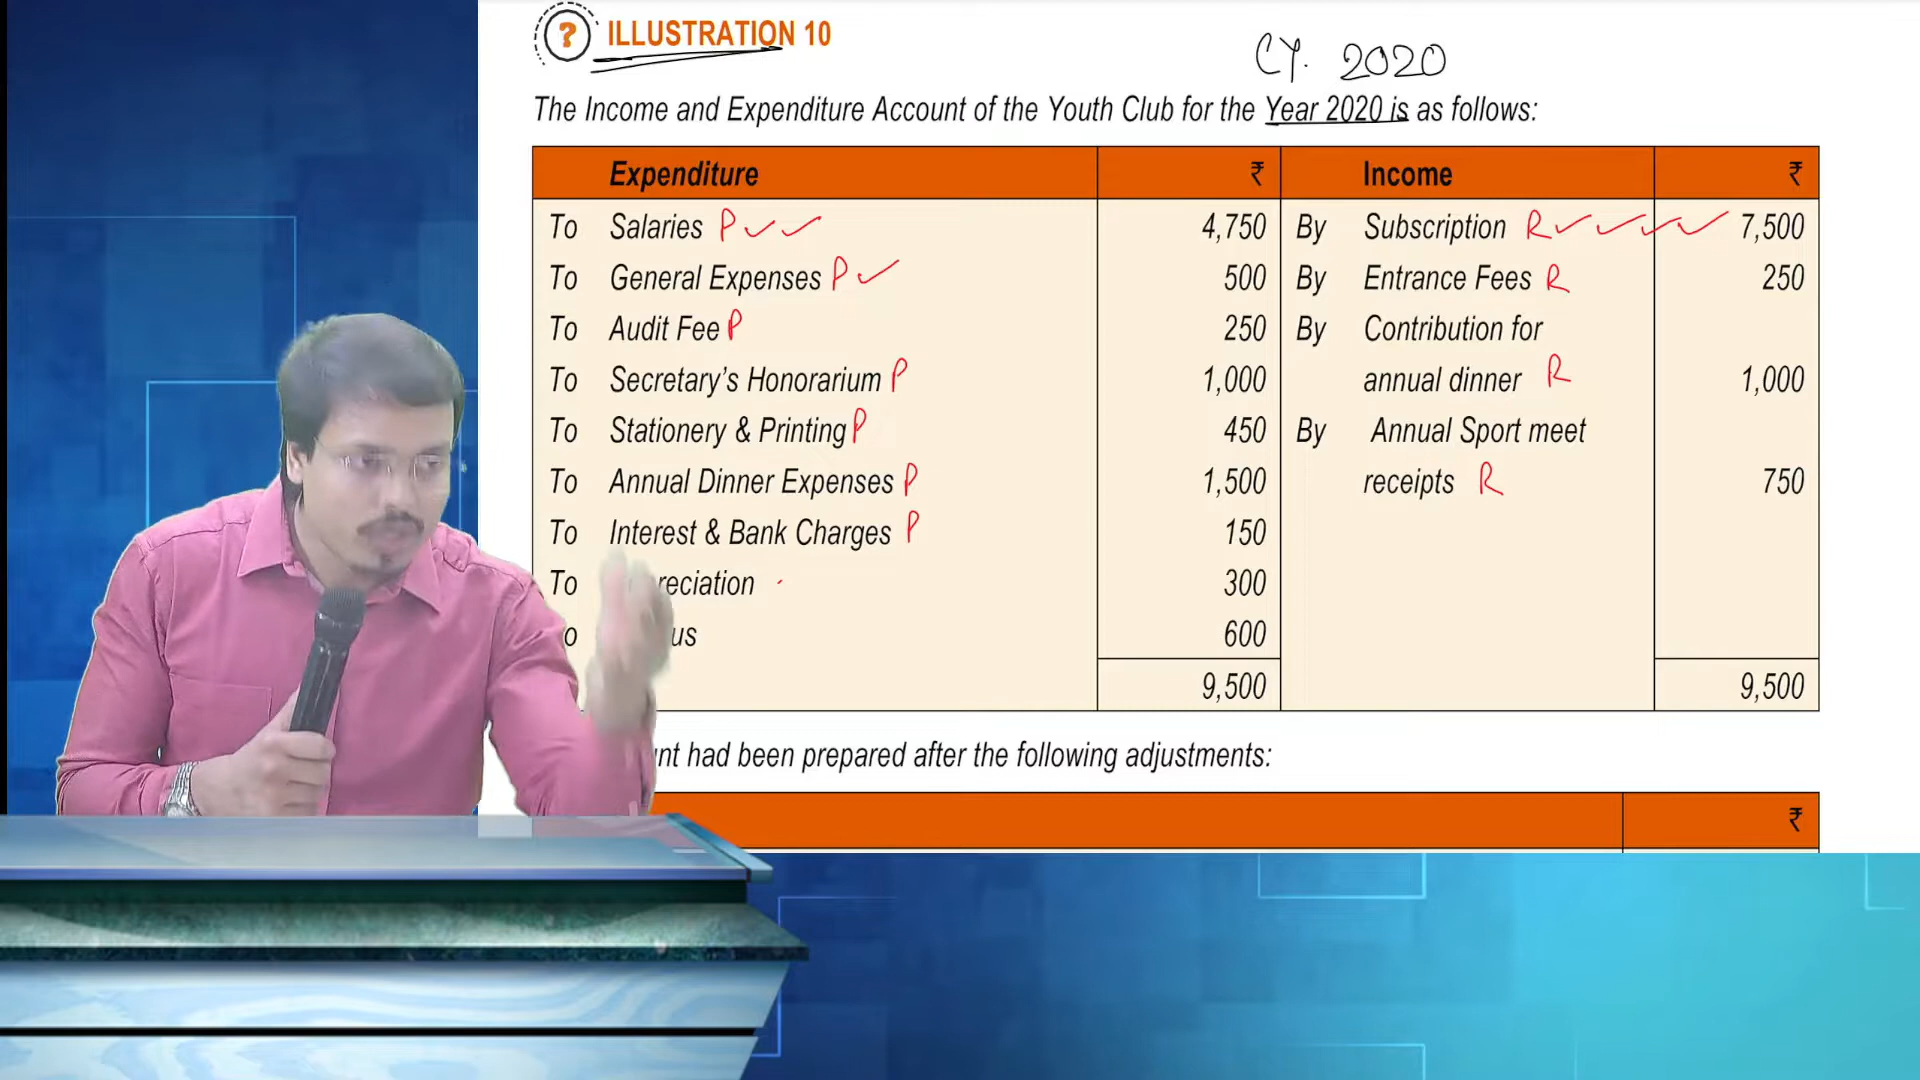 ? ILLUSTRATION 10
CY. 2020
The Income and Expenditure Account of the Youth Club for the Year 2020 is as follows:
Expenditure ₹ Income ₹
To Salaries P ✓ ✓ 4,750 By Subscription R ✓ ✓ ✓ ✓ 7,500
To General Expenses P ✓ 500 By Entrance Fees R 250
To Audit Fee P 250 By Contribution for
To Secretary's Honorarium P 1,000 annual dinner R 1,000
To Stationery & Printing P 450 By Annual Sport meet
To Annual Dinner Expenses P 1,500 receipts R 750
To Interest & Bank Charges P 150
To reciation 300
o us 600
9,500 9,500
nt had been prepared after the following adjustments:
₹